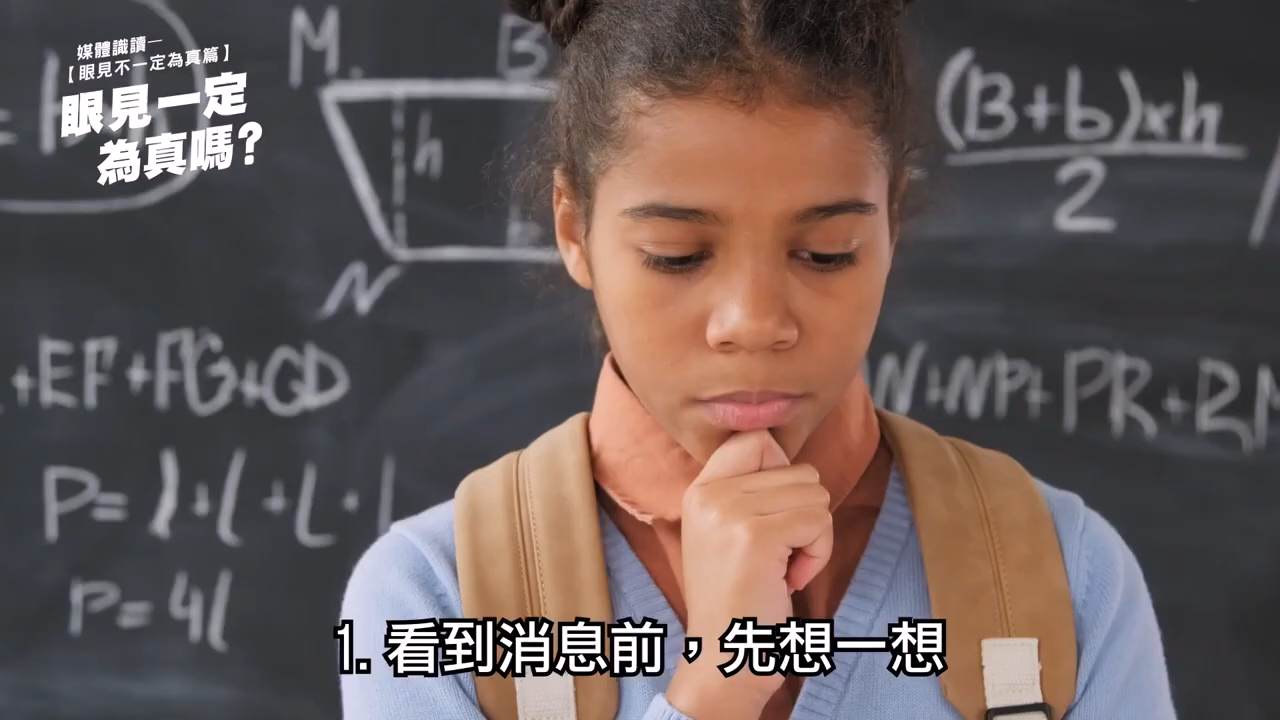 媒體識讀—
【眼見不一定為真篇】
眼見一定
為真嗎?
M
B
h
(B+b)xh
2
N
+EF+FG+GD
N+NP+PR+RM
P=l+l+l+l
P=4l
1. 看到消息前，先想一想